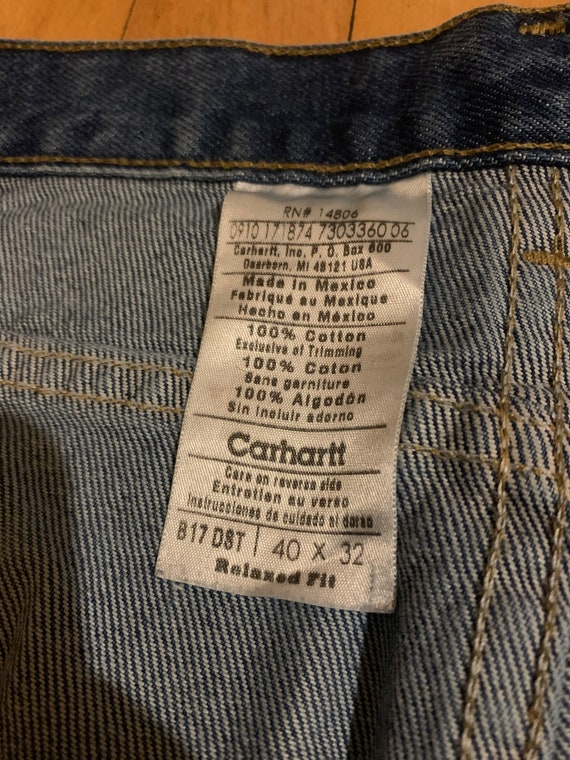 RN# 14806
0910 171874 7303360 06
Carhartt, Inc. P. O. Box 600
Dearborn, MI 48121 USA
Made in Mexico
Fabriqué au Mexique
Hecho en México
100% Cotton
Exclusive of Trimming
100% Coton
Sans garniture
100% Algodón
Sin incluir adorno
Carhartt
Care on reverse side
Entretien au verso
Instrucciones de cuidado al dorso
B17 DST | 40 X 32
Relaxed Fit